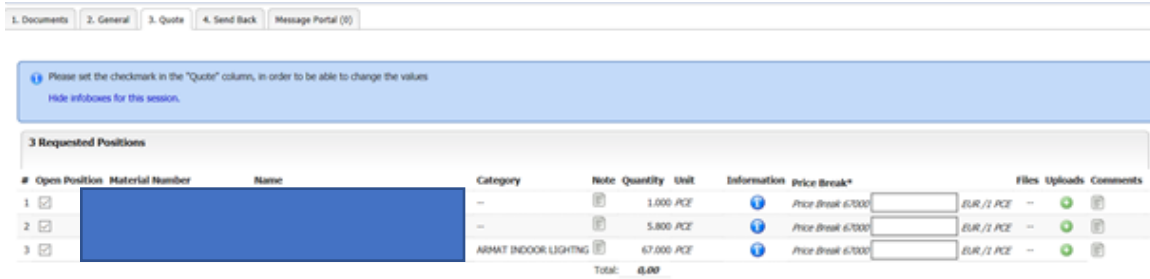 1. Documents 2. General 3. Quote 4. Send Back Message Portal (0)
Please set the checkmark in the "Quote" column, in order to be able to change the values
Hide infoboxes for this session.
3 Requested Positions
# Open Position Material Number Name Category Note Quantity Unit Information Price Break* Files Uploads Comments
1 -- 1.000 PCE Price Break 67000 EUR /1 PCE --
2 -- 5.800 PCE Price Break 67000 EUR /1 PCE --
3 ARMAT INDOOR LIGHTNG 67.000 PCE Price Break 67000 EUR /1 PCE --
Total: 0,00